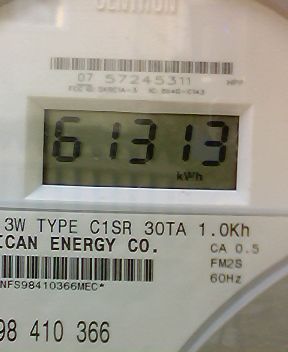 CENTRON
07 57245311
61313
kWh
3W TYPE C1SR 30TA 1.0Kh
ICAN ENERGY CO.
CA 0.5
FM2S
60Hz
NFS98410366MEC*
98 410 366